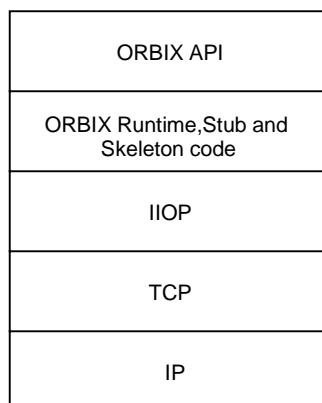 ORBIX API
ORBIX Runtime,Stub and
Skeleton code
IIOP
TCP
IP